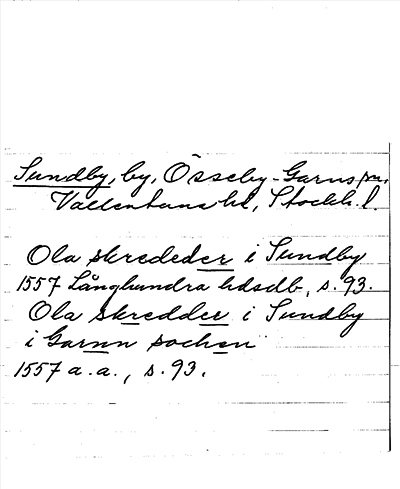 Sundby, by, Össeby-Garns sn,
Vallentuna hd, Stockh. l.
Ola skrededer i Sundby
1557 Långhundra hdsdb, s. 93.
Ola skredder i Sundby
i Garnn sochen
1557 a.a., s. 93.